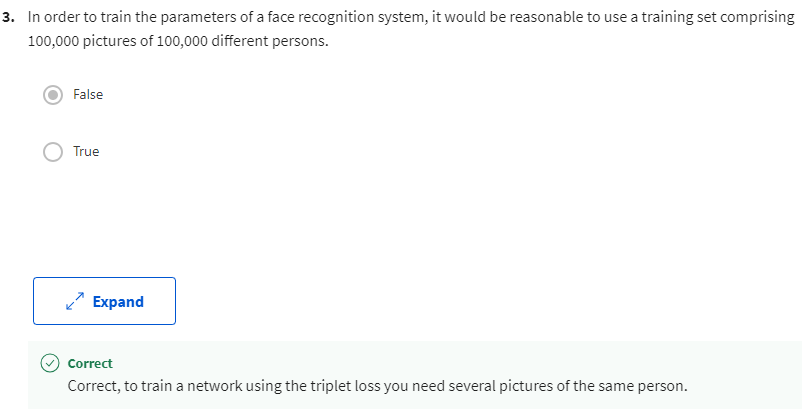 3. In order to train the parameters of a face recognition system, it would be reasonable to use a training set comprising
100,000 pictures of 100,000 different persons.
False
True
Expand
Correct
Correct, to train a network using the triplet loss you need several pictures of the same person.